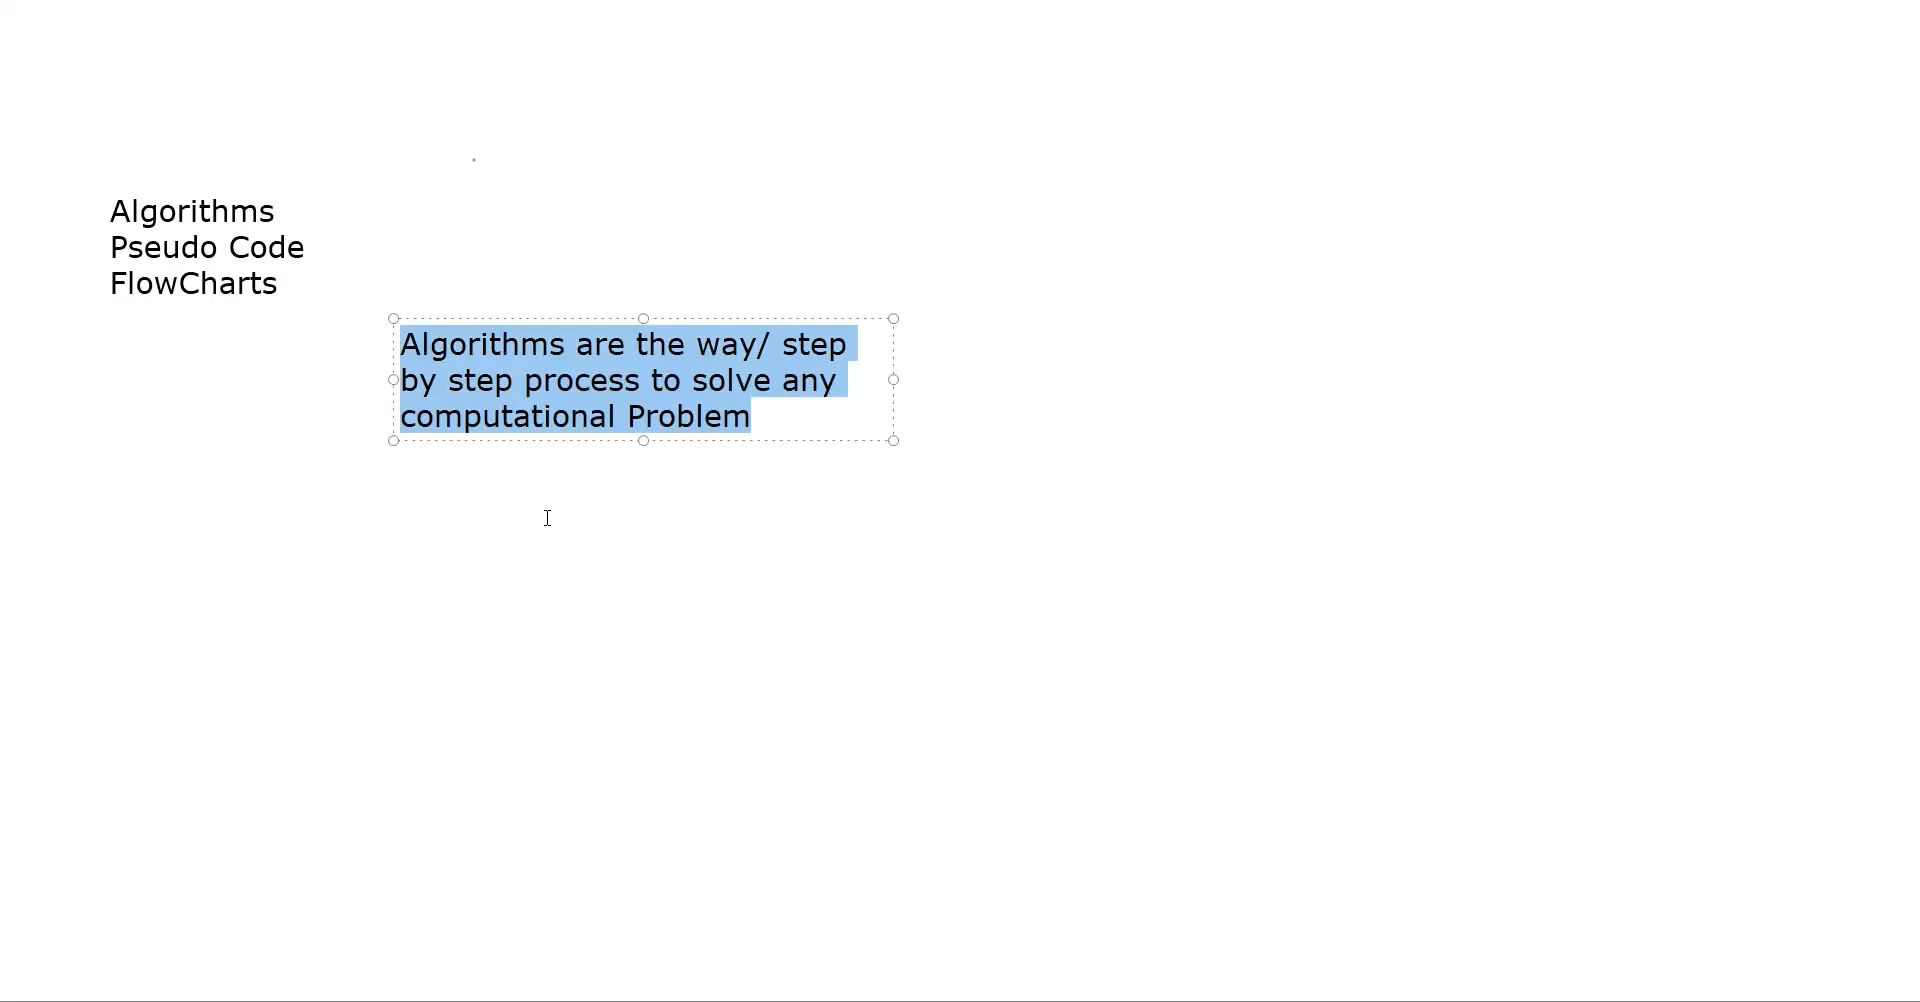 Algorithms
Pseudo Code
FlowCharts
Algorithms are the way/ step
by step process to solve any
computational Problem